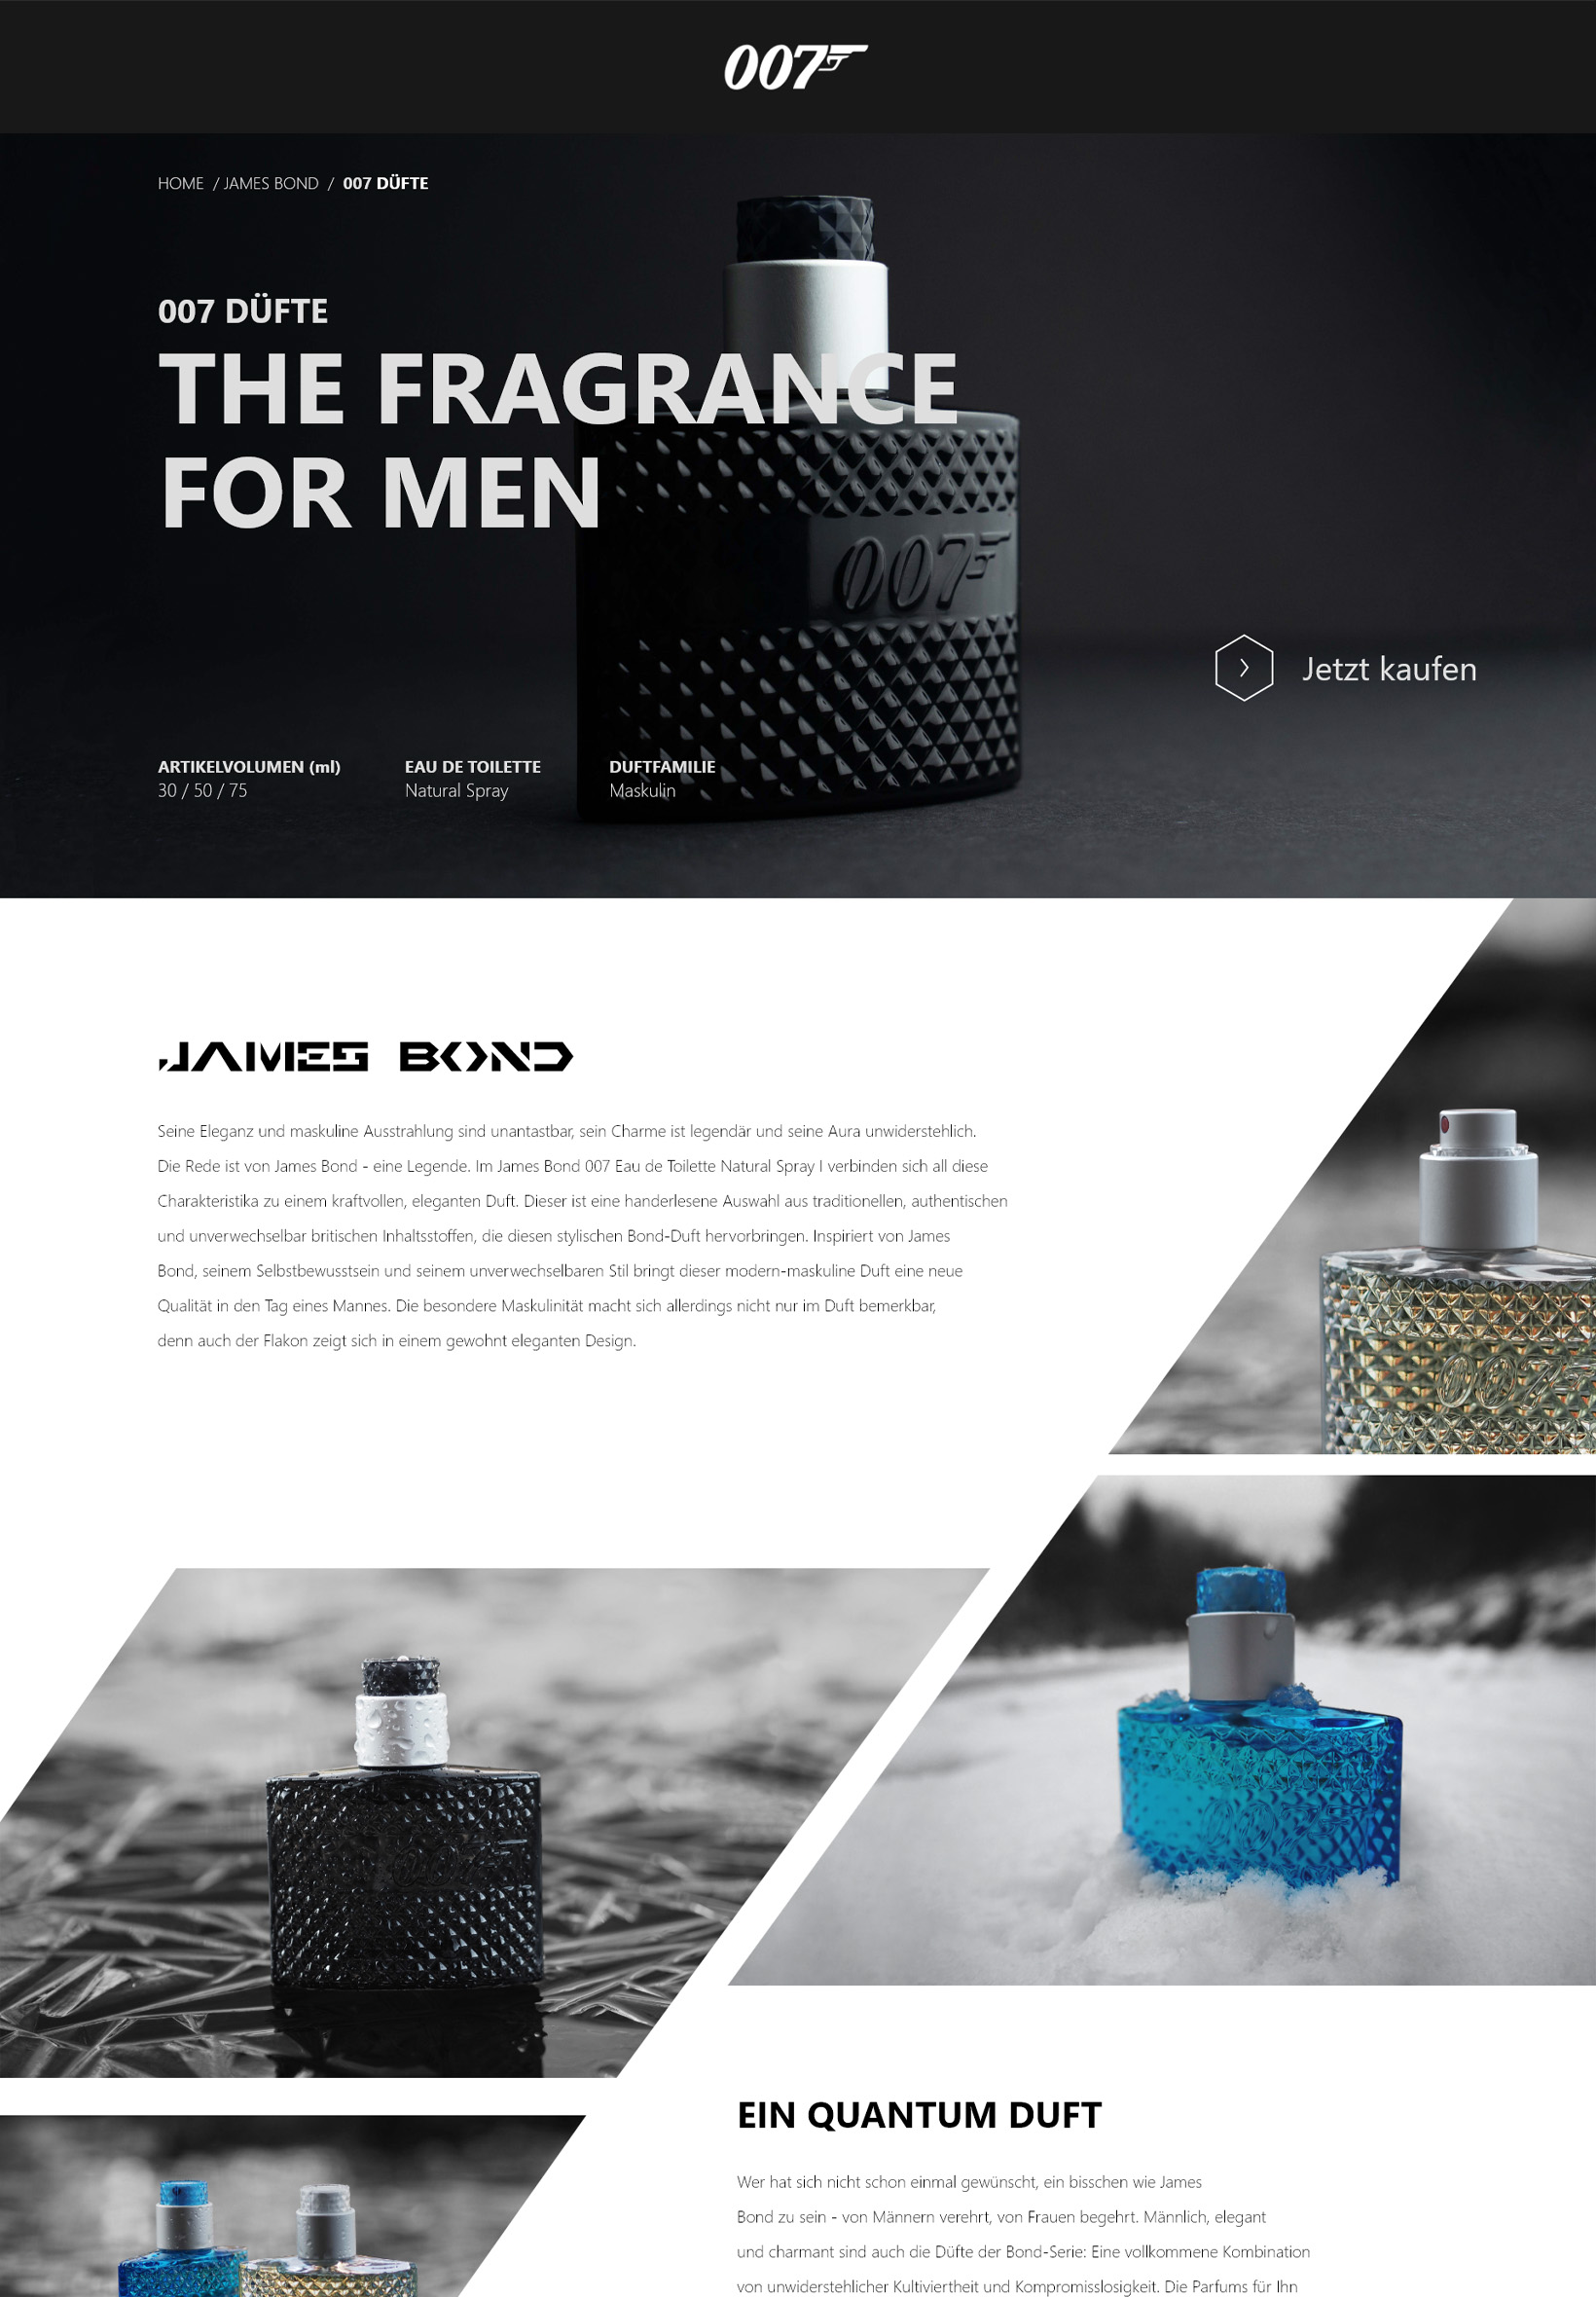 007
HOME / JAMES BOND / 007 DÜFTE
007 DÜFTE
THE FRAGRANCE
FOR MEN
007
Jetzt kaufen
ARTIKELVOLUMEN (ml)
30 / 50 / 75
EAU DE TOILETTE
Natural Spray
DUFTFAMILIE
Maskulin
JAMES BOND
Seine Eleganz und maskuline Ausstrahlung sind unantastbar, sein Charme ist legendär und seine Aura unwiderstehlich.
Die Rede ist von James Bond - eine Legende. Im James Bond 007 Eau de Toilette Natural Spray I verbinden sich all diese
Charakteristika zu einem kraftvollen, eleganten Duft. Dieser ist eine handerlesene Auswahl aus traditionellen, authentischen
und unverwechselbar britischen Inhaltsstoffen, die diesen stylischen Bond-Duft hervorbringen. Inspiriert von James
Bond, seinem Selbstbewusstsein und seinem unverwechselbaren Stil bringt dieser modern-maskuline Duft eine neue
Qualität in den Tag eines Mannes. Die besondere Maskulinität macht sich allerdings nicht nur im Duft bemerkbar,
denn auch der Flakon zeigt sich in einem gewohnt eleganten Design.
007
007
007
EIN QUANTUM DUFT
Wer hat sich nicht schon einmal gewünscht, ein bisschen wie James
Bond zu sein - von Männern verehrt, von Frauen begehrt. Männlich, elegant
und charmant sind auch die Düfte der Bond-Serie: Eine vollkommene Kombination
von unwiderstehlicher Kultiviertheit und Kompromisslosigkeit. Die Parfums für Ihn